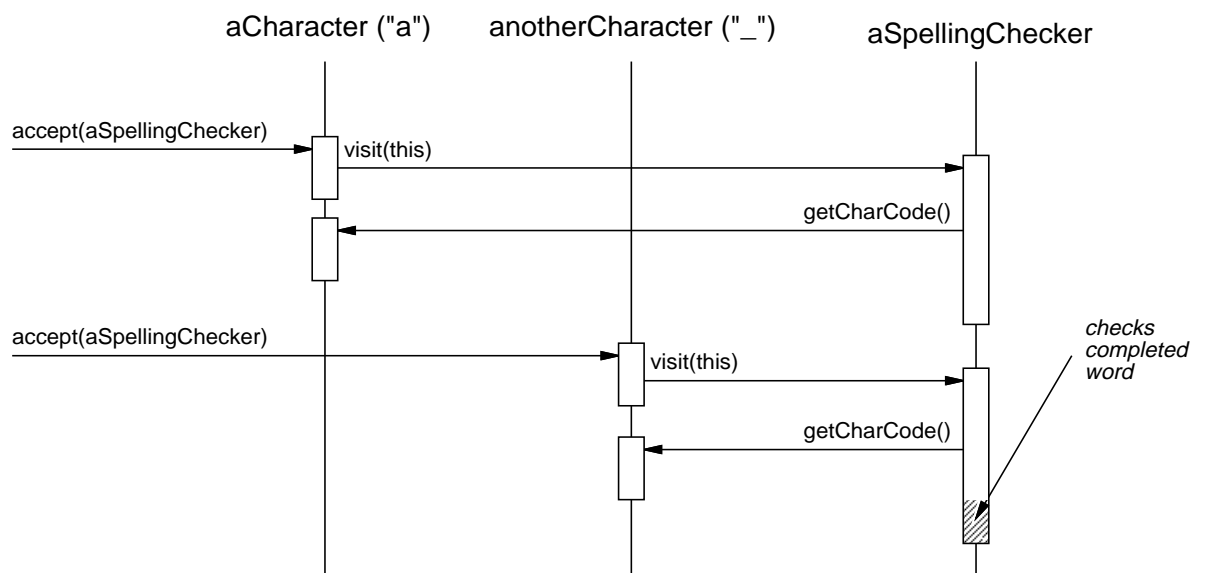 aCharacter ("a")
anotherCharacter ("_")
aSpellingChecker
accept(aSpellingChecker)
visit(this)
getCharCode()
accept(aSpellingChecker)
visit(this)
getCharCode()
checks
completed
word